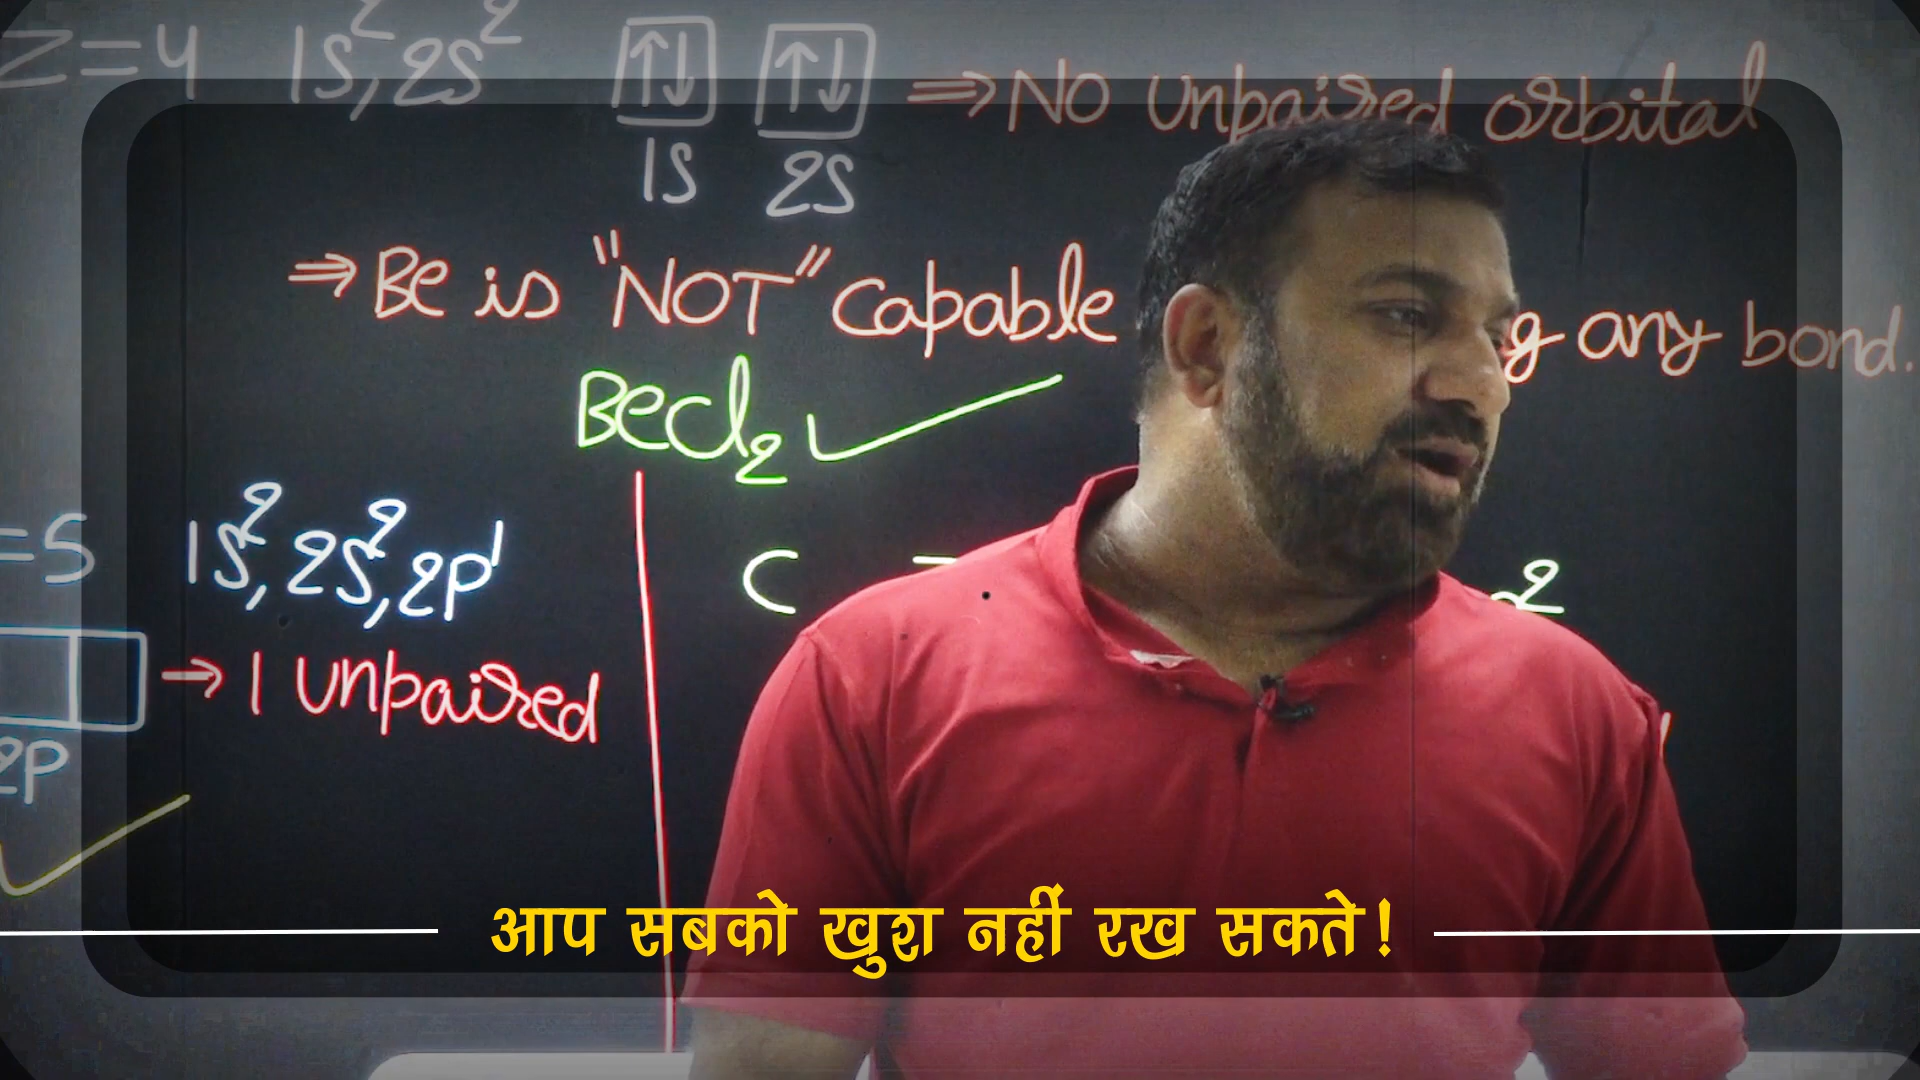 Z=4 1s², 2s² ⇒ No unpaired orbital
1s 2s
⇒ Be is "NOT" capable g any bond.
BeCl₂ ✓
=5 1s², 2s², 2p¹
C
2
→ 1 unpaired
2p
आप सबको खुश नहीं रख सकते!